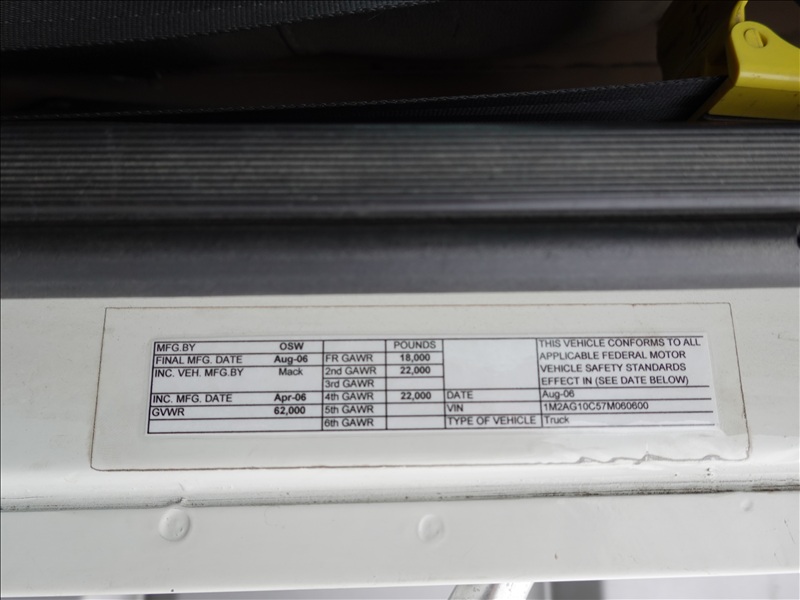 MFG.BY OSW POUNDS THIS VEHICLE CONFORMS TO ALL
FINAL MFG. DATE Aug-06 FR GAWR 18,000 APPLICABLE FEDERAL MOTOR
INC. VEH. MFG.BY Mack 2nd GAWR 22,000 VEHICLE SAFETY STANDARDS
3rd GAWR EFFECT IN (SEE DATE BELOW)
INC. MFG. DATE Apr-06 4th GAWR 22,000 DATE Aug-06
GVWR 62,000 5th GAWR VIN 1M2AG10C57M060600
6th GAWR TYPE OF VEHICLE Truck